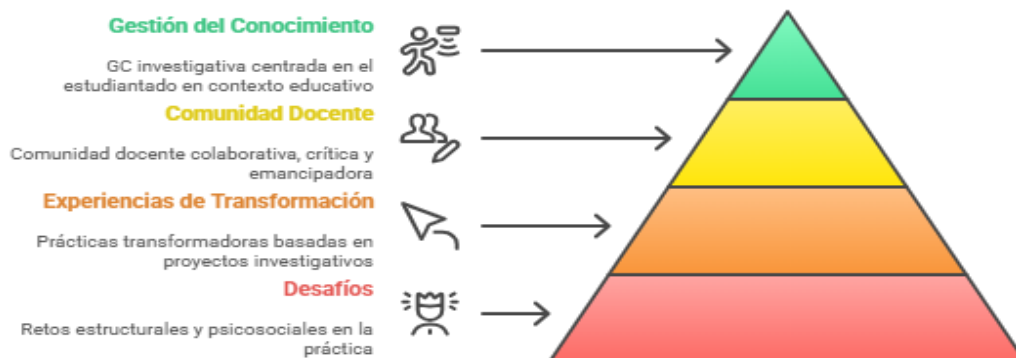 Gestión del Conocimiento
GC investigativa centrada en el
estudiantado en contexto educativo
Comunidad Docente
Comunidad docente colaborativa, crítica y
emancipadora
Experiencias de Transformación
Prácticas transformadoras basadas en
proyectos investigativos
Desafíos
Retos estructurales y psicosociales en la
práctica